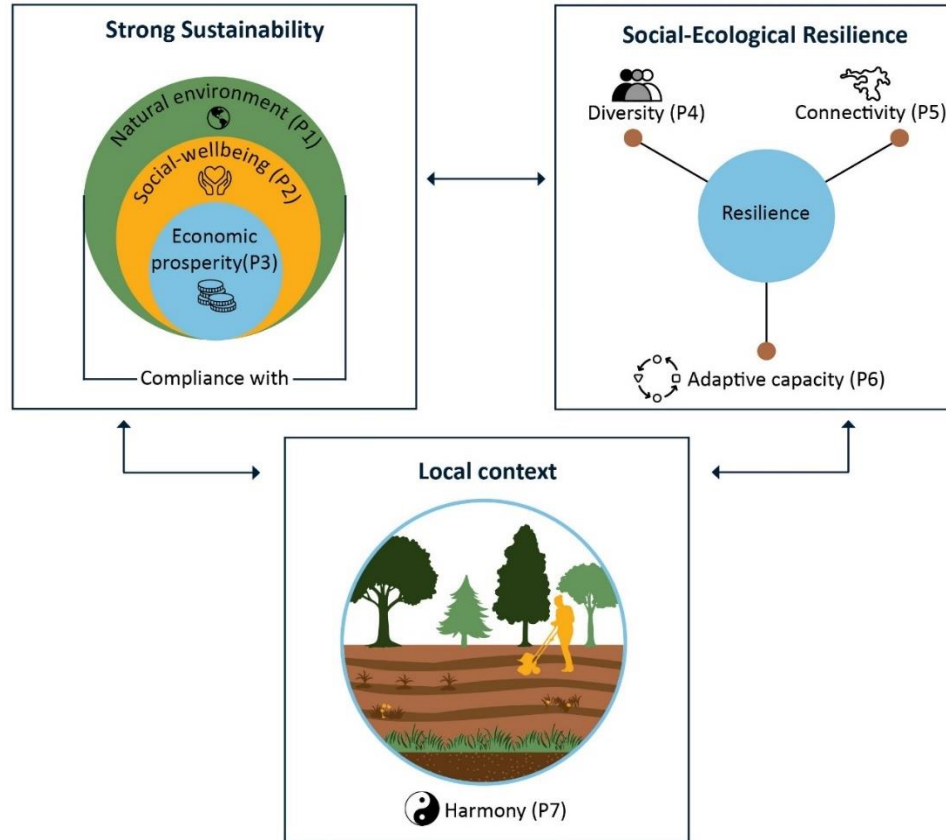 Strong Sustainability
Natural environment (P1)
Social-wellbeing (P2)
Economic
prosperity(P3)
Compliance with
Social-Ecological Resilience
Diversity (P4)
Connectivity (P5)
Resilience
Adaptive capacity (P6)
Local context
Harmony (P7)